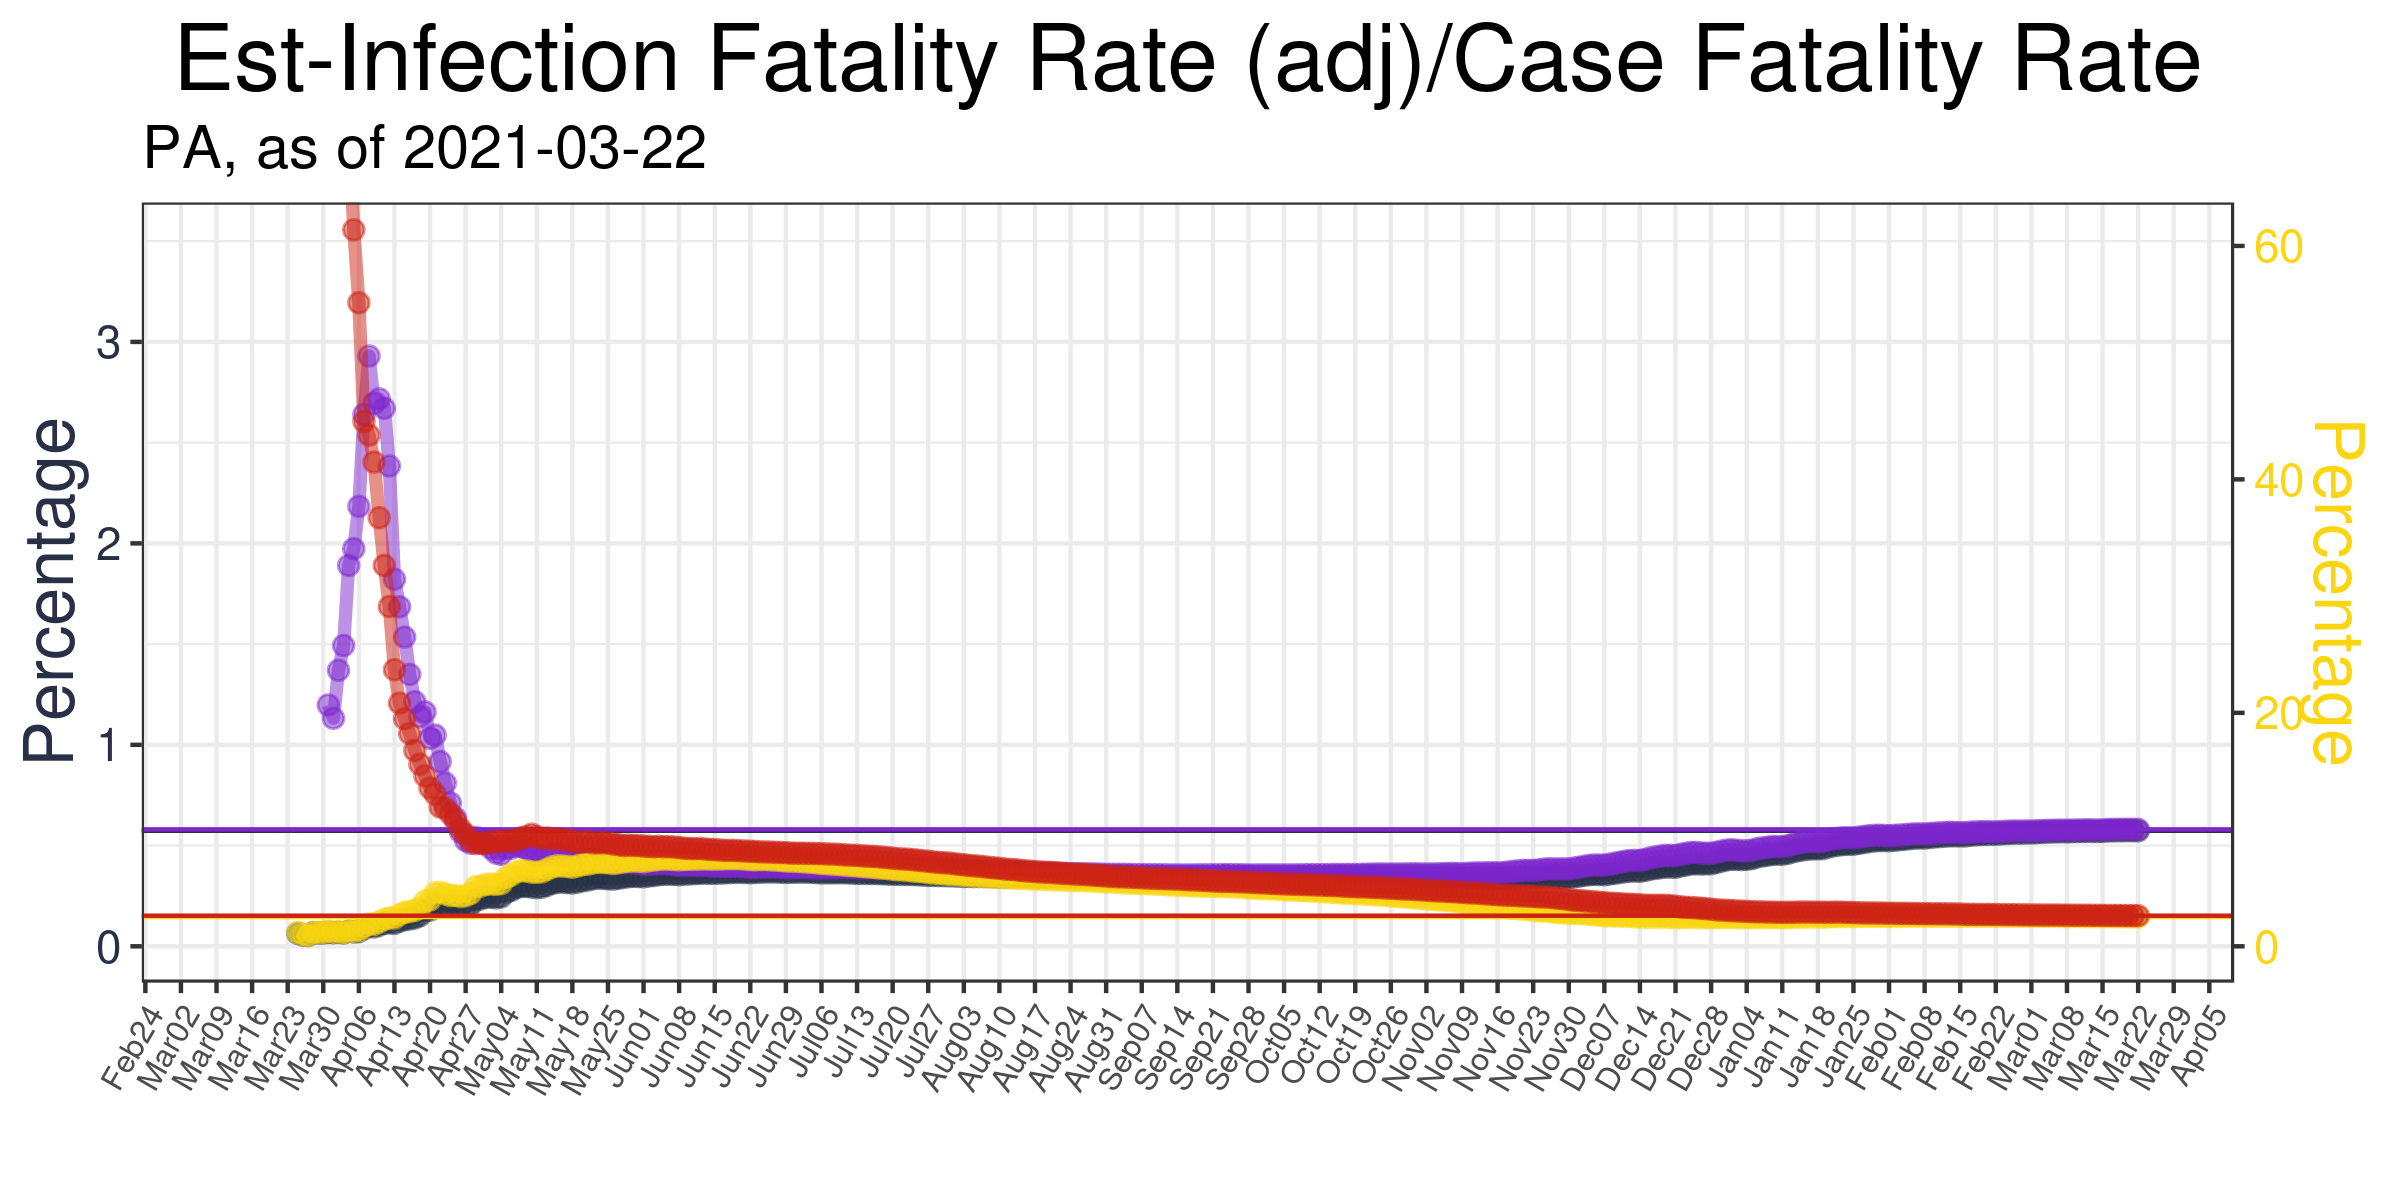 Est-Infection Fatality Rate (adj)/Case Fatality Rate
PA, as of 2021-03-22
Percentage
3
2
1
0
60
40
20
0
Percentage
Feb24 Mar02 Mar09 Mar16 Mar23 Mar30 Apr06 Apr13 Apr20 Apr27 May04 May11 May18 May25 Jun01 Jun08 Jun15 Jun22 Jun29 Jul06 Jul13 Jul20 Jul27 Aug03 Aug10 Aug17 Aug24 Aug31 Sep07 Sep14 Sep21 Sep28 Oct05 Oct12 Oct19 Oct26 Nov02 Nov09 Nov16 Nov23 Nov30 Dec07 Dec14 Dec21 Dec28 Jan04 Jan11 Jan18 Jan25 Feb01 Feb08 Feb15 Feb22 Mar01 Mar08 Mar15 Mar22 Mar29 Apr05